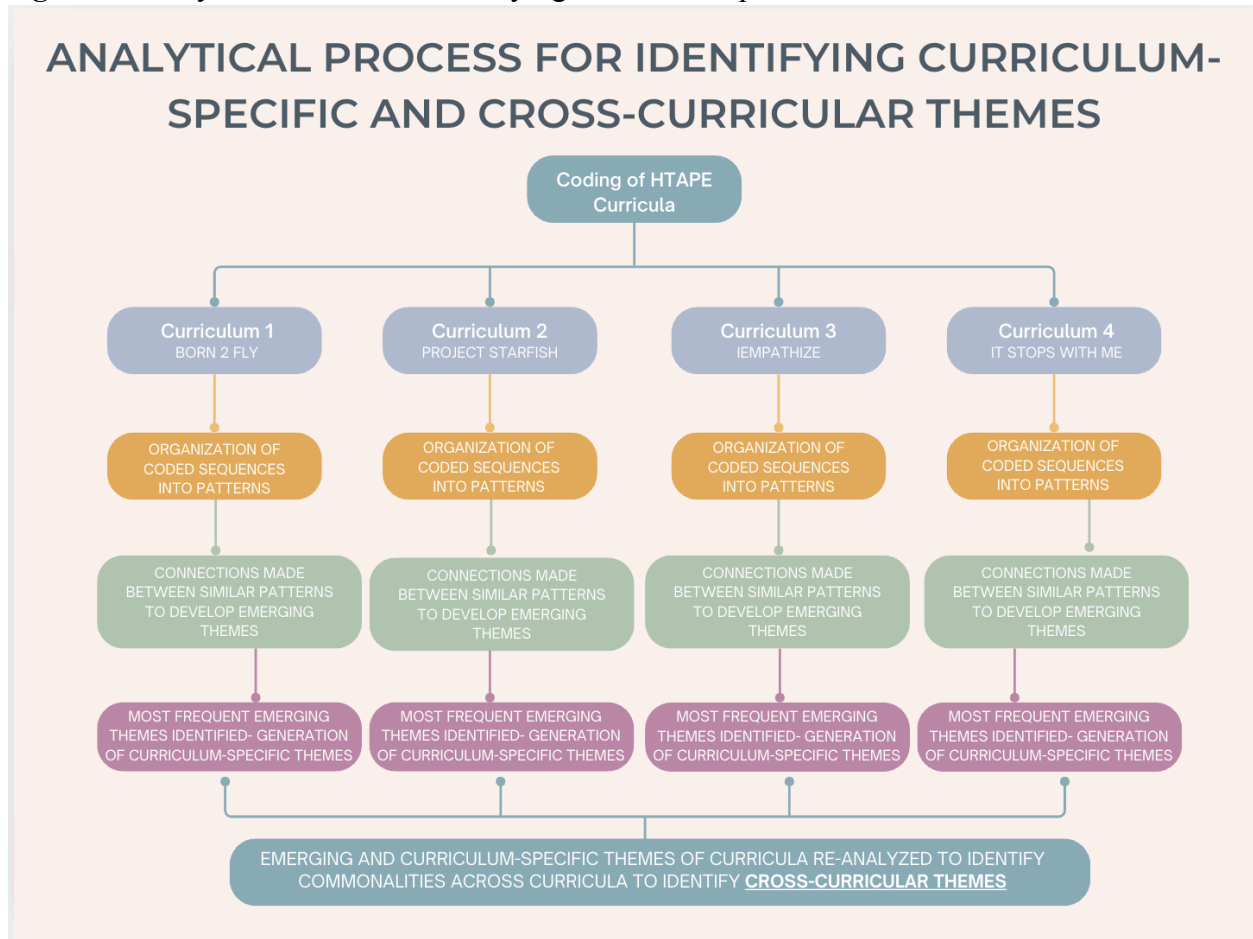 ANALYTICAL PROCESS FOR IDENTIFYING CURRICULUM-
SPECIFIC AND CROSS-CURRICULAR THEMES
Coding of HTAPE
Curricula
Curriculum 1
BORN 2 FLY
Curriculum 2
PROJECT STARFISH
Curriculum 3
IEMPATHIZE
Curriculum 4
IT STOPS WITH ME
ORGANIZATION OF
CODED SEQUENCES
INTO PATTERNS
ORGANIZATION OF
CODED SEQUENCES
INTO PATTERNS
ORGANIZATION OF
CODED SEQUENCES
INTO PATTERNS
ORGANIZATION OF
CODED SEQUENCES
INTO PATTERNS
CONNECTIONS MADE
BETWEEN SIMILAR PATTERNS
TO DEVELOP EMERGING
THEMES
CONNECTIONS MADE
BETWEEN SIMILAR PATTERNS
TO DEVELOP EMERGING
THEMES
CONNECTIONS MADE
BETWEEN SIMILAR PATTERNS
TO DEVELOP EMERGING
THEMES
CONNECTIONS MADE
BETWEEN SIMILAR PATTERNS
TO DEVELOP EMERGING
THEMES
MOST FREQUENT EMERGING
THEMES IDENTIFIED- GENERATION
OF CURRICULUM-SPECIFIC THEMES
MOST FREQUENT EMERGING
THEMES IDENTIFIED- GENERATION
OF CURRICULUM-SPECIFIC THEMES
MOST FREQUENT EMERGING
THEMES IDENTIFIED- GENERATION
OF CURRICULUM-SPECIFIC THEMES
MOST FREQUENT EMERGING
THEMES IDENTIFIED- GENERATION
OF CURRICULUM-SPECIFIC THEMES
EMERGING AND CURRICULUM-SPECIFIC THEMES OF CURRICULA RE-ANALYZED TO IDENTIFY
COMMONALITIES ACROSS CURRICULA TO IDENTIFY CROSS-CURRICULAR THEMES